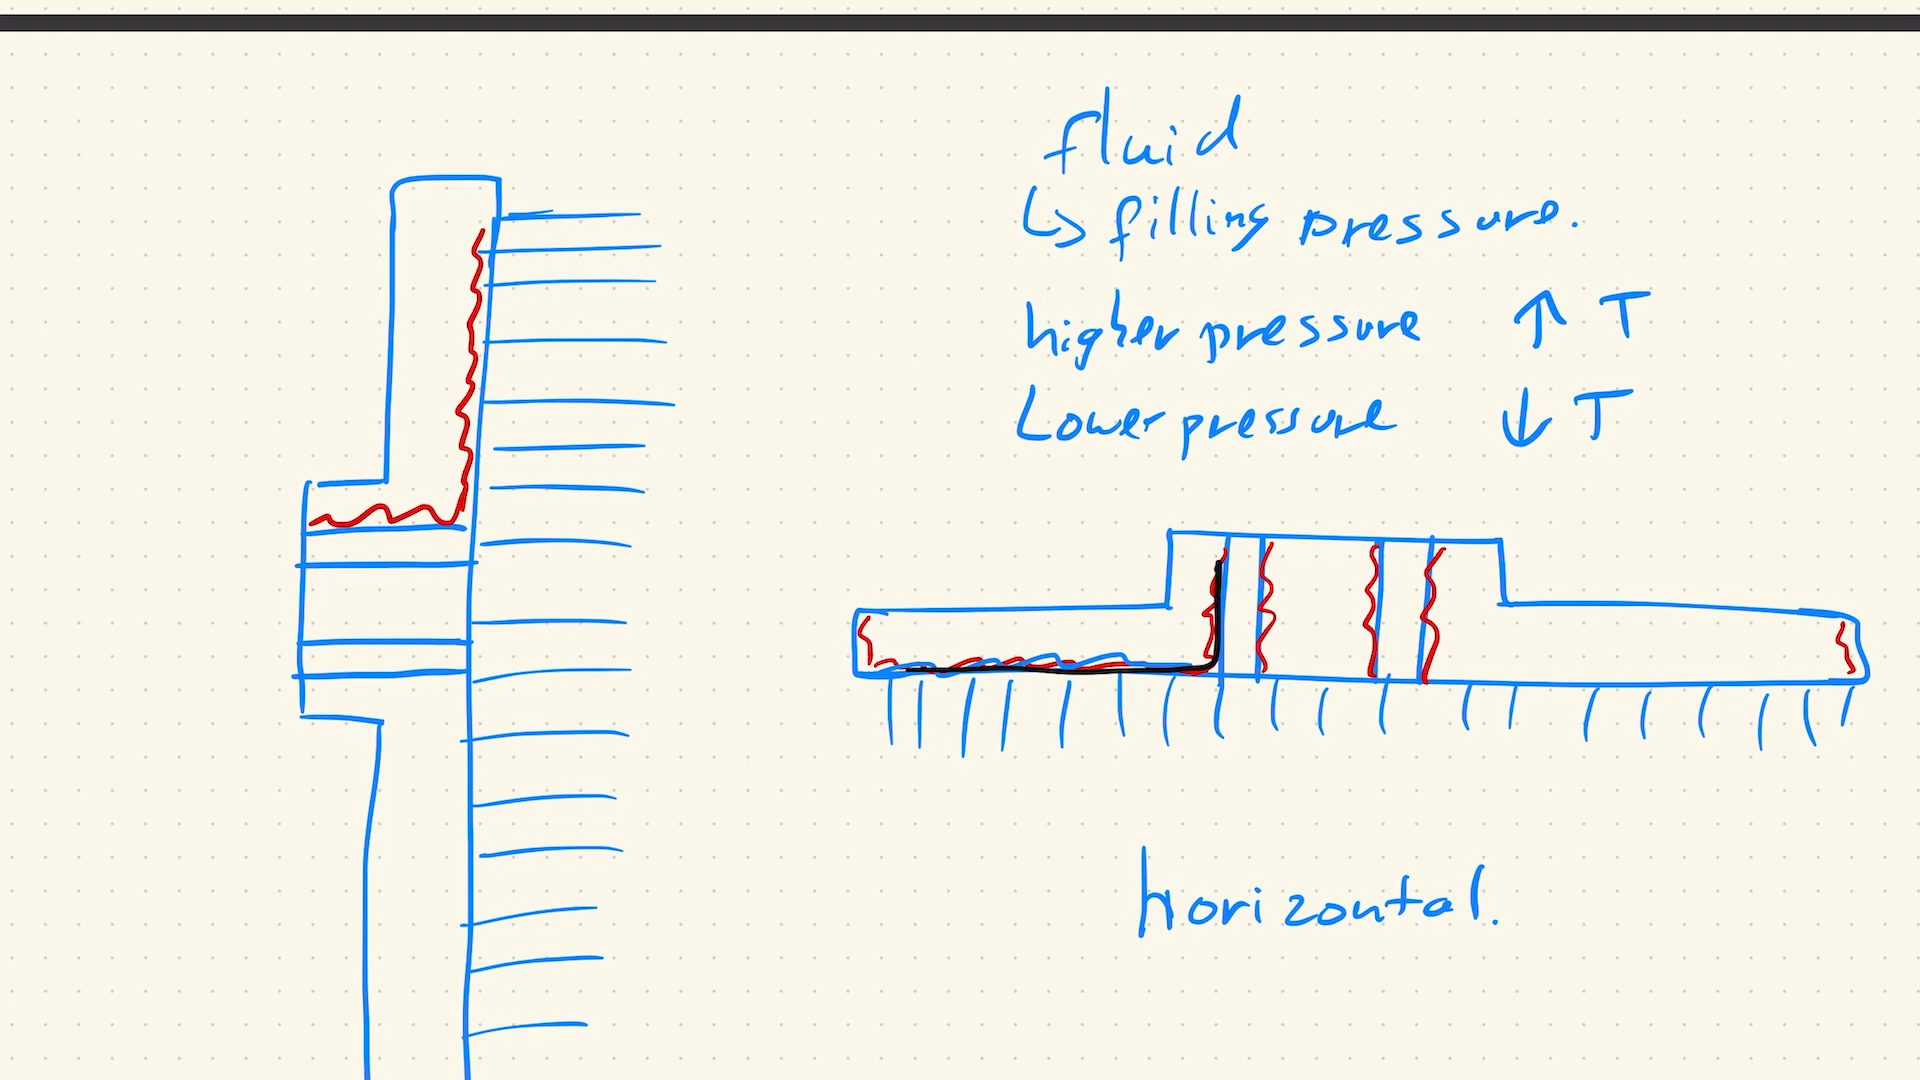 fluid
↳ filling pressure.
higher pressure ↑ T
Lower pressure ↓ T
horizontal.